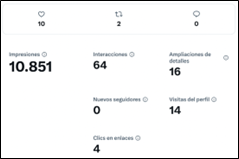 10 2 0
Impresiones Interacciones Ampliaciones de detalles
10.851 64 16
Nuevos seguidores Visitas del perfil
0 14
Clics en enlaces
4